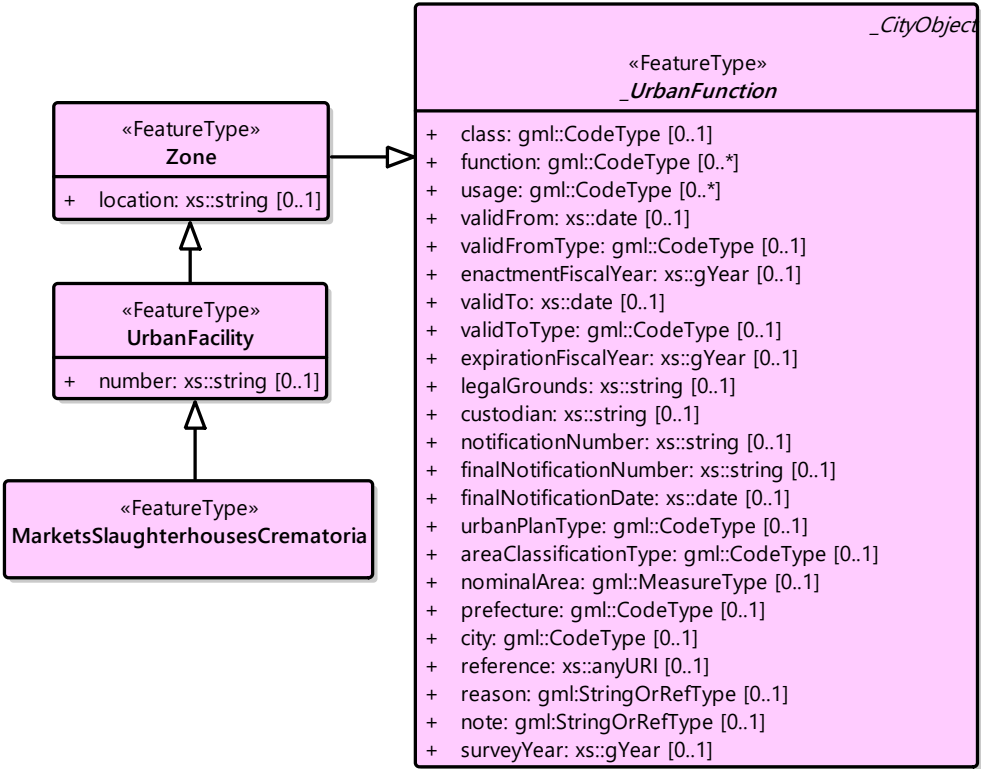 _CityObject
«FeatureType»
_UrbanFunction
+ class: gml::CodeType [0..1]
+ function: gml::CodeType [0..*]
+ usage: gml::CodeType [0..*]
+ validFrom: xs::date [0..1]
+ validFromType: gml::CodeType [0..1]
+ enactmentFiscalYear: xs::gYear [0..1]
+ validTo: xs::date [0..1]
+ validToType: gml::CodeType [0..1]
+ expirationFiscalYear: xs::gYear [0..1]
+ legalGrounds: xs::string [0..1]
+ custodian: xs::string [0..1]
+ notificationNumber: xs::string [0..1]
+ finalNotificationNumber: xs::string [0..1]
+ finalNotificationDate: xs::date [0..1]
+ urbanPlanType: gml::CodeType [0..1]
+ areaClassificationType: gml::CodeType [0..1]
+ nominalArea: gml::MeasureType [0..1]
+ prefecture: gml::CodeType [0..1]
+ city: gml::CodeType [0..1]
+ reference: xs::anyURI [0..1]
+ reason: gml:StringOrRefType [0..1]
+ note: gml:StringOrRefType [0..1]
+ surveyYear: xs::gYear [0..1]
«FeatureType»
Zone
+ location: xs::string [0..1]
«FeatureType»
UrbanFacility
+ number: xs::string [0..1]
«FeatureType»
MarketsSlaughterhousesCrematoria